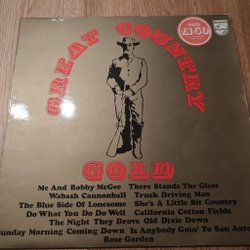 GREAT COUNTRY
GOLD
Me And Bobby McGee There Stands The Glass
Wabash Cannonball Truck Driving Man
The Blue Side Of Lonesome She's A Little Bit Country
Do What You Do Do Well California Cotton Fields
The Night They Drove Old Dixie Down
Sunday Morning Coming Down Is Anybody Goin' To San Ant
Rose Garden